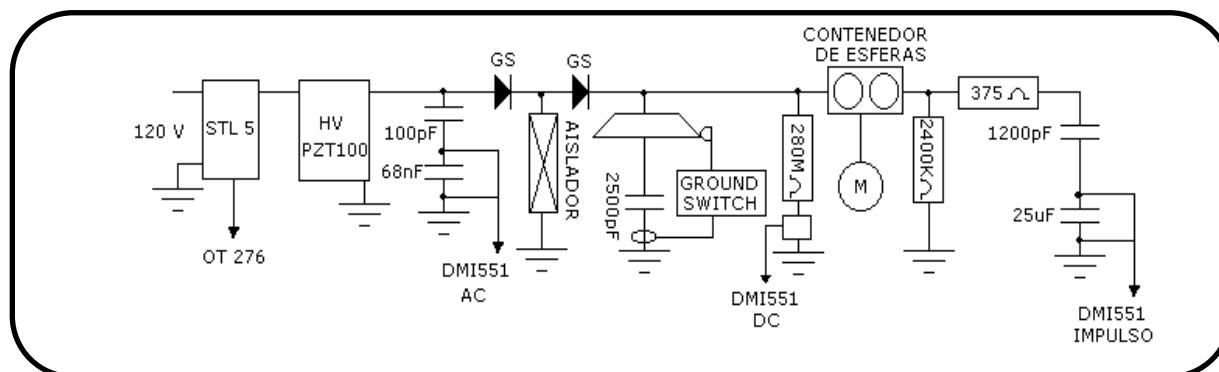 CONTENEDOR
DE ESFERAS
GS
GS
120 V
STL 5
HV
PZT100
100pF
68nF
AISLADOR
2500pF
GROUND
SWITCH
280M
M
2400K
375
1200pF
25uF
OT 276
DMI551
AC
DMI551
DC
DMI551
IMPULSO